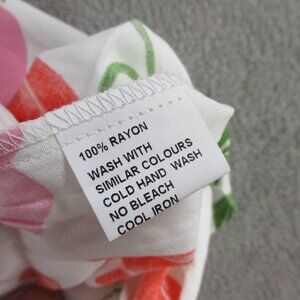 100% RAYON
WASH WITH
SIMILAR COLOURS
COLD HAND WASH
NO BLEACH
COOL IRON